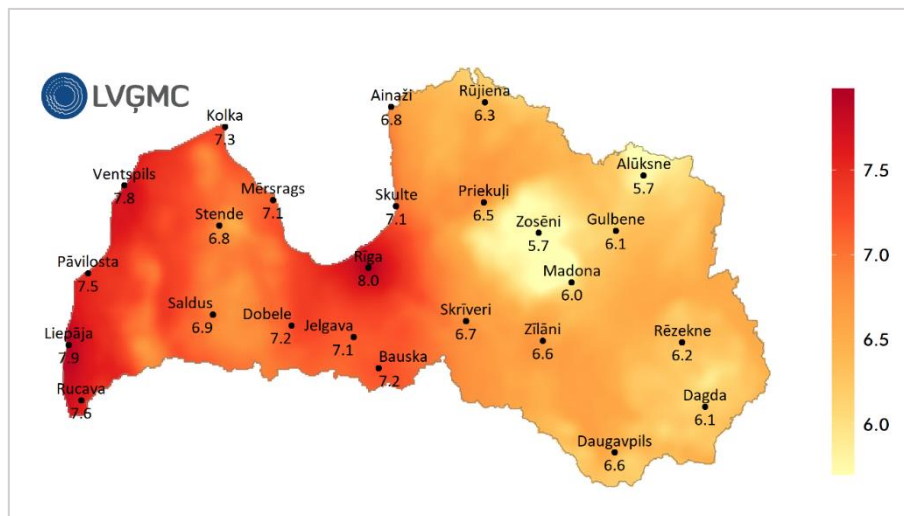 LVĢMC
Kolka
7.3
Ainaži
6.8
Rūjiena
6.3
Ventspils
7.8
Mērsrags
7.1
Stende
6.8
Skulte
7.1
Priekuļi
6.5
Alūksne
5.7
Zosēni
5.7
Gulbene
6.1
Pāvilosta
7.5
Rīga
8.0
Madona
6.0
Saldus
6.9
Dobele
7.2
Jelgava
7.1
Skrīveri
6.7
Zīlāni
6.6
Rēzekne
6.2
Liepāja
7.9
Bauska
7.2
Rucava
7.6
Dagda
6.1
Daugavpils
6.6
7.5
7.0
6.5
6.0